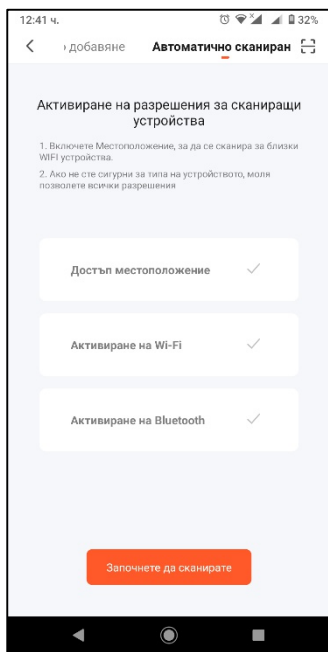 12:41 ч. 32%
о добавяне Автоматично сканиран
Активиране на разрешения за сканиращи
устройства
1. Включете Местоположение, за да се сканира за близки
WIFI устройства.
2. Ако не сте сигурни за типа на устройството, моля
позволете всички разрешения
Достъп местоположение
Активиране на Wi-Fi
Активиране на Bluetooth
Започнете да сканирате